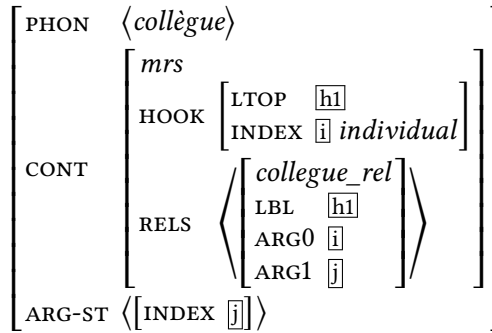 PHON ⟨collègue⟩
mrs
HOOK LTOP h1
INDEX i individual
CONT
RELS collegue_rel
LBL h1
ARG0 i
ARG1 j
ARG-ST ⟨[INDEX j]⟩